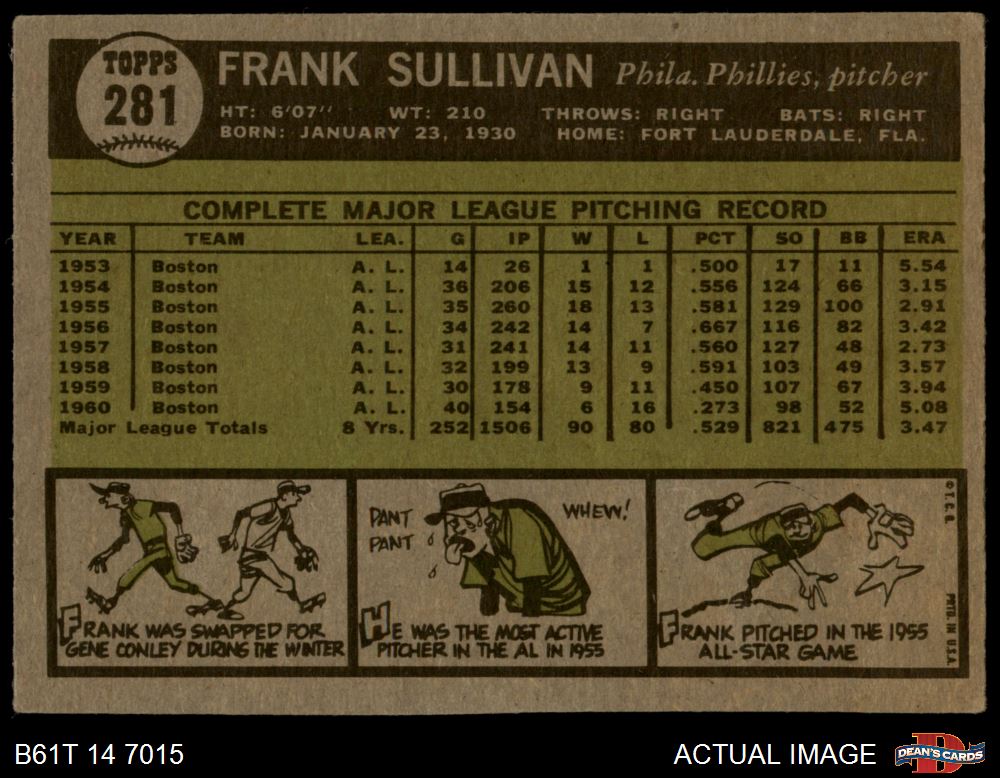 TOPPS
281
FRANK SULLIVAN Phila. Phillies, pitcher
HT: 6'07'' WT: 210 THROWS: RIGHT BATS: RIGHT
BORN: JANUARY 23, 1930 HOME: FORT LAUDERDALE, FLA.
COMPLETE MAJOR LEAGUE PITCHING RECORD
YEAR TEAM LEA. G IP W L PCT SO BB ERA
1953 Boston A. L. 14 26 1 1 .500 17 11 5.54
1954 Boston A. L. 36 206 15 12 .556 124 66 3.15
1955 Boston A. L. 35 260 18 13 .581 129 100 2.91
1956 Boston A. L. 34 242 14 7 .667 116 82 3.42
1957 Boston A. L. 31 241 14 11 .560 127 48 2.73
1958 Boston A. L. 32 199 13 9 .591 103 49 3.57
1959 Boston A. L. 30 178 9 11 .450 107 67 3.94
1960 Boston A. L. 40 154 6 16 .273 98 52 5.08
Major League Totals 8 Yrs. 252 1506 90 80 .529 821 475 3.47
FRANK WAS SWAPPED FOR
GENE CONLEY DURING THE WINTER
PANT
PANT
WHEW!
HE WAS THE MOST ACTIVE
PITCHER IN THE AL IN 1955
FRANK PITCHED IN THE 1955
ALL-STAR GAME
© T. C. G.
PRTD. IN U.S.A.
B61T 14 7015
ACTUAL IMAGE
DEAN'S CARDS